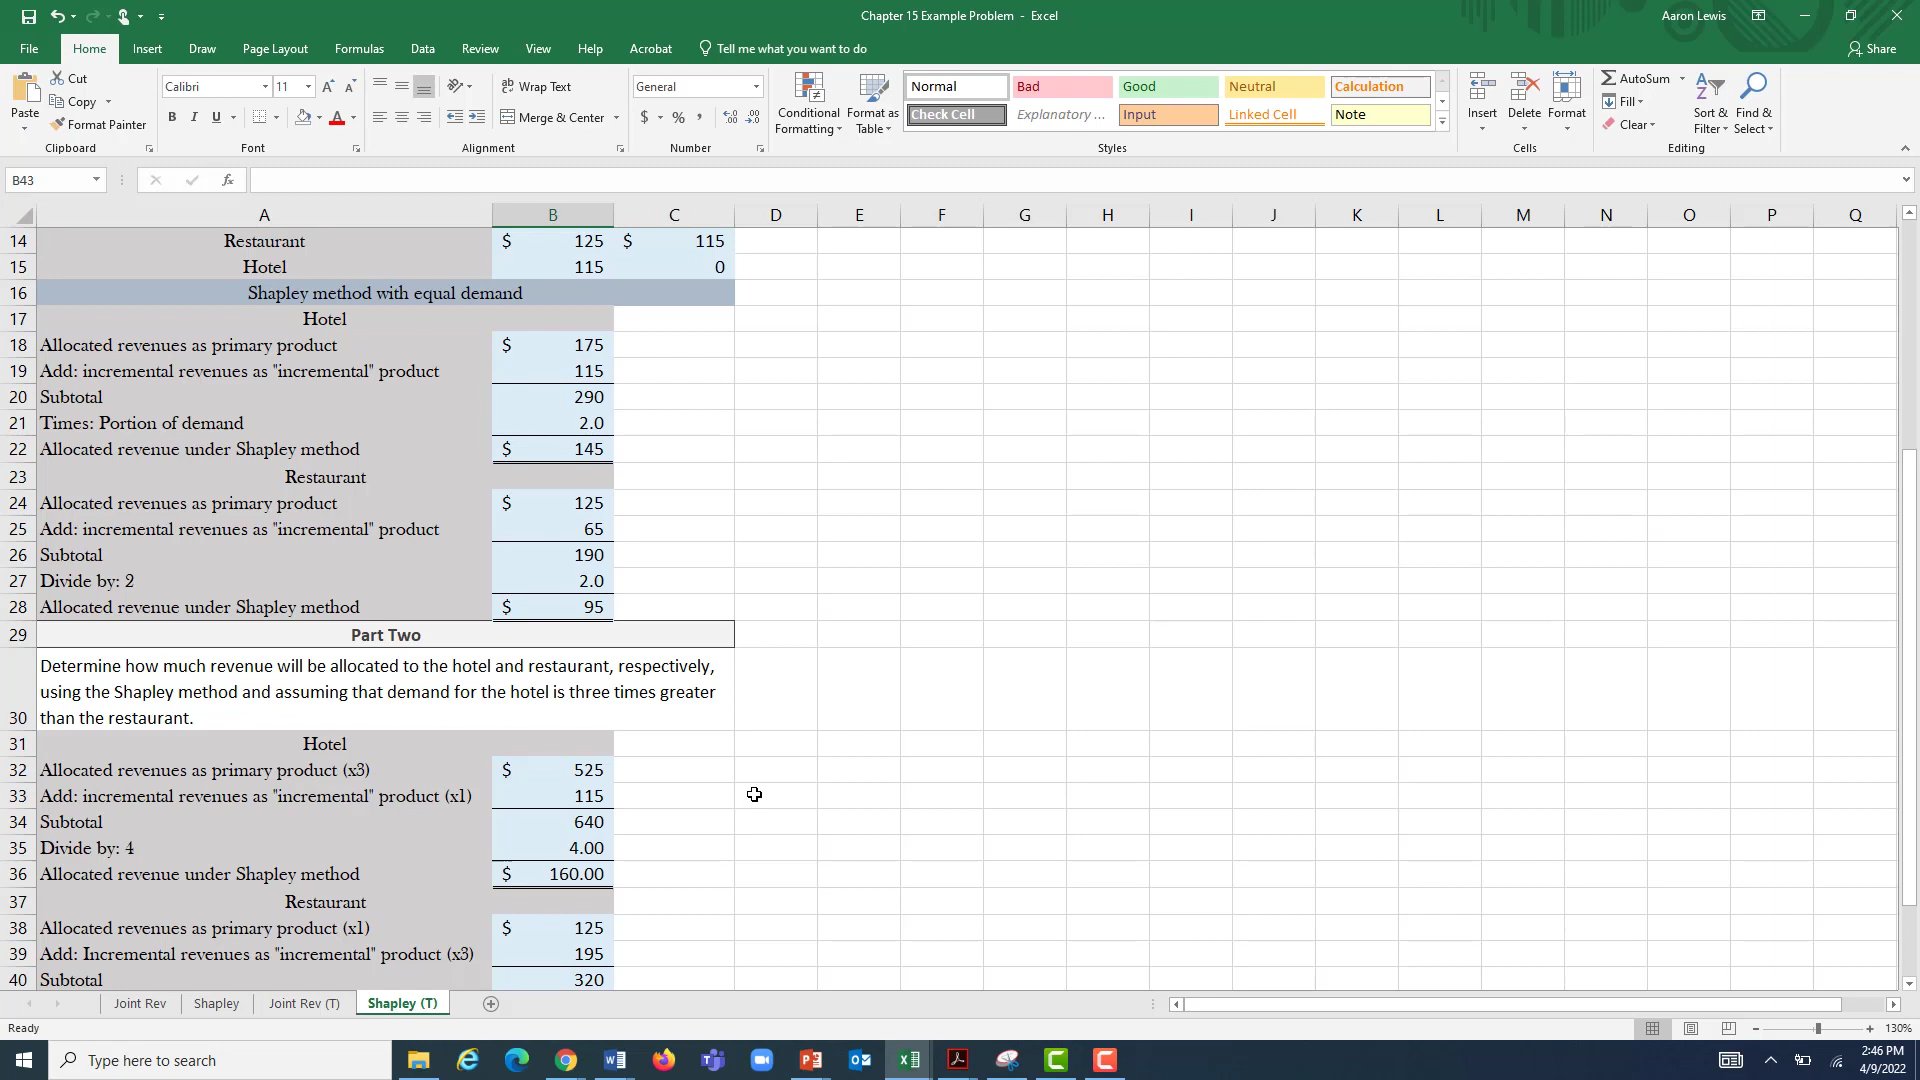 Chapter 15 Example Problem - Excel
Aaron Lewis
File Home Insert Draw Page Layout Formulas Data Review View Help Acrobat Tell me what you want to do
Share
Paste
Cut
Copy
Format Painter
Clipboard
Calibri 11 A A
B I U A
Font
Wrap Text
Merge & Center
Alignment
General
$ % ,
Number
Conditional Formatting
Format as Table
Normal Bad Good Neutral Calculation
Check Cell Explanatory ... Input Linked Cell Note
Styles
Insert Delete Format
Cells
AutoSum
Fill
Clear
Sort & Filter
Find & Select
Editing
B43
fx
A B C D E F G H I J K L M N O P Q
14 Restaurant $ 125 $ 115
15 Hotel 115 0
16 Shapley method with equal demand
17 Hotel
18 Allocated revenues as primary product $ 175
19 Add: incremental revenues as "incremental" product 115
20 Subtotal 290
21 Times: Portion of demand 2.0
22 Allocated revenue under Shapley method $ 145
23 Restaurant
24 Allocated revenues as primary product $ 125
25 Add: incremental revenues as "incremental" product 65
26 Subtotal 190
27 Divide by: 2 2.0
28 Allocated revenue under Shapley method $ 95
29 Part Two
Determine how much revenue will be allocated to the hotel and restaurant, respectively,
using the Shapley method and assuming that demand for the hotel is three times greater
30 than the restaurant.
31 Hotel
32 Allocated revenues as primary product (x3) $ 525
33 Add: incremental revenues as "incremental" product (x1) 115
34 Subtotal 640
35 Divide by: 4 4.00
36 Allocated revenue under Shapley method $ 160.00
37 Restaurant
38 Allocated revenues as primary product (x1) $ 125
39 Add: Incremental revenues as "incremental" product (x3) 195
40 Subtotal 320
Joint Rev Shapley Joint Rev (T) Shapley (T)
Ready
130%
Type here to search
2:46 PM
4/9/2022